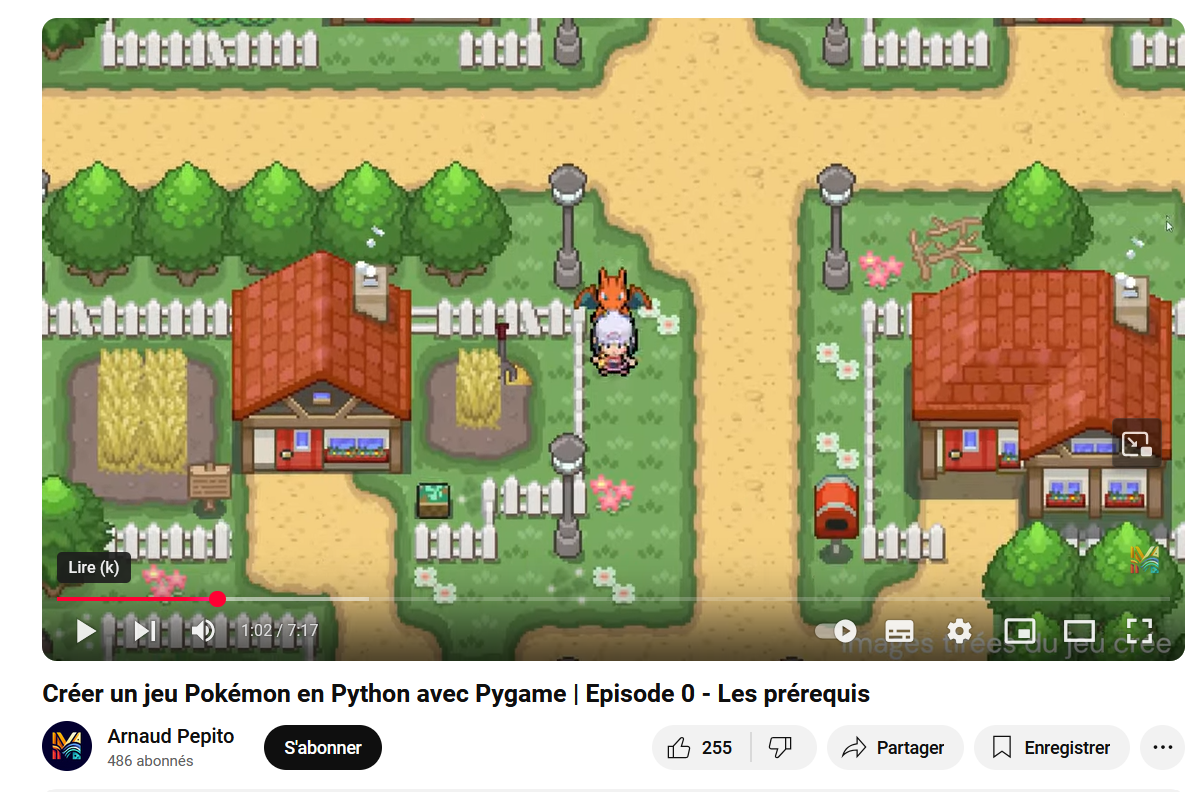 Lire (k)
1:02 / 7:17
Images tirées du jeu créé
Créer un jeu Pokémon en Python avec Pygame | Episode 0 - Les prérequis
Arnaud Pepito
486 abonnés
S'abonner
255
Partager
Enregistrer